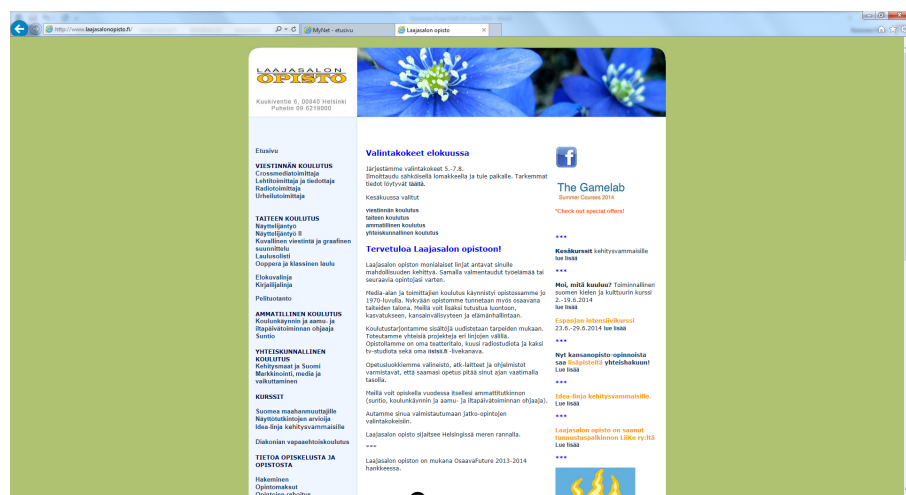 http://www.laajasalonopisto.fi/
MyNet - etusivu
Laajasalon opisto
LAAJASALON
OPISTO
Kuukiventie 6, 00840 Helsinki
Puhelin 09 6219000
Etusivu
VIESTINNÄN KOULUTUS
Crossmediatoimittaja
Lehtitoimittaja ja tiedottaja
Radiotoimittaja
Urheilutoimittaja
TAITEEN KOULUTUS
Näyttelijäntyö
Näyttelijäntyö II
Kuvallinen viestintä ja graafinen
suunnittelu
Laulusolisti
Ooppera ja klassinen laulu
Elokuvalinja
Kirjailijalinja
Pelituotanto
AMMATILLINEN KOULUTUS
Koulunkäynnin ja aamu- ja
iltapäivätoiminnan ohjaaja
Suntio
YHTEISKUNNALLINEN
KOULUTUS
Kehitysmaat ja Suomi
Markkinointi, media ja
vaikuttaminen
KURSSIT
Suomea maahanmuuttajille
Näyttötutkintojen arvioija
Idea-linja kehitysvammaisille
Diakonian vapaaehtoiskoulutus
TIETOA OPISKELUSTA JA
OPISTOSTA
Hakeminen
Opintomaksut
Opintojen rahoitus
Valintakokeet elokuussa
Järjestämme valintakokeet 5.-7.8.
Ilmoittaudu sähköisellä lomakkeella ja tule paikalle. Tarkemmat
tiedot löytyvät täältä.
Kesäkuussa valitut
viestinnän koulutus
taiteen koulutus
ammatillinen koulutus
yhteiskunnallinen koulutus
Tervetuloa Laajasalon opistoon!
Laajasalon opiston monialaiset linjat antavat sinulle
mahdollisuuden kehittyä. Samalla valmentaudut työelämää tai
seuraavia opintojasi varten.
Media-alan ja toimittajien koulutus käynnistyi opistossamme jo
1970-luvulla. Nykyään opistomme tunnetaan myös osaavana
taiteiden talona. Meillä voit lisäksi tutustua luontoon,
kasvatukseen, kansainvälisyyteen ja elämänhallintaan.
Koulutustarjontamme sisältöjä uudistetaan tarpeiden mukaan.
Toteutamme yhteisiä projekteja eri linjojen välillä.
Opistollamme on oma teatteritalo, kuusi radiostudiota ja kaksi
tv-studiota sekä oma iisisii.fi -livekanava.
Opetusluokkiemme välineistö, atk-laitteet ja ohjelmistot
varmistavat, että saamasi opetus pitää sinut ajan vaatimalla
tasolla.
Meillä voit opiskella vuodessa itsellesi ammattitutkinnon
(suntio, koulunkäynnin ja aamu- ja iltapäivätoiminnan ohjaaja).
Autamme sinua valmistautumaan jatko-opintojen
valintakokeisiin.
Laajasalon opisto sijaitsee Helsingissä meren rannalla.
***
Laajasalon opisto on mukana OsaavaFuture 2013-2014
hankkeessa.
f
The Gamelab
Summer Courses 2014
*Check out special offers!
***
Kesäkurssit kehitysvammaisille
lue lisää
***
Moi, mitä kuuluu? Toiminnallinen
suomen kielen ja kulttuurin kurssi
2.-19.6.2014
lue lisää
Espanjan intensiivikurssi
23.6.-29.6.2014 lue lisää
***
Nyt kansanopisto-opinnoista
saa lisäpisteitä yhteishakuun!
Lue lisää
***
Idea-linja kehitysvammaisille.
Lue lisää
***
Laajasalon opisto on saanut
tunnustuspalkinnon LiiKe ry:ltä
Lue lisää
***